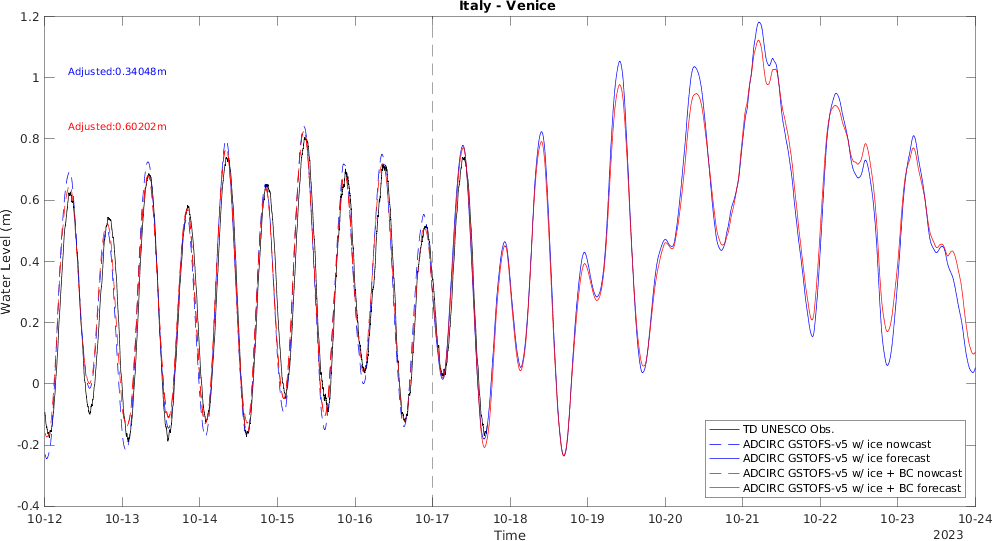 Italy - Venice
1.2
1
0.8
0.6
0.4
0.2
0
-0.2
-0.4
Water Level (m)
Adjusted:0.34048m
Adjusted:0.60202m
TD UNESCO Obs.
ADCIRC GSTOFS-v5 w/ ice nowcast
ADCIRC GSTOFS-v5 w/ ice forecast
ADCIRC GSTOFS-v5 w/ ice + BC nowcast
ADCIRC GSTOFS-v5 w/ ice + BC forecast
10-12 10-13 10-14 10-15 10-16 10-17 10-18 10-19 10-20 10-21 10-22 10-23 10-24
Time
2023